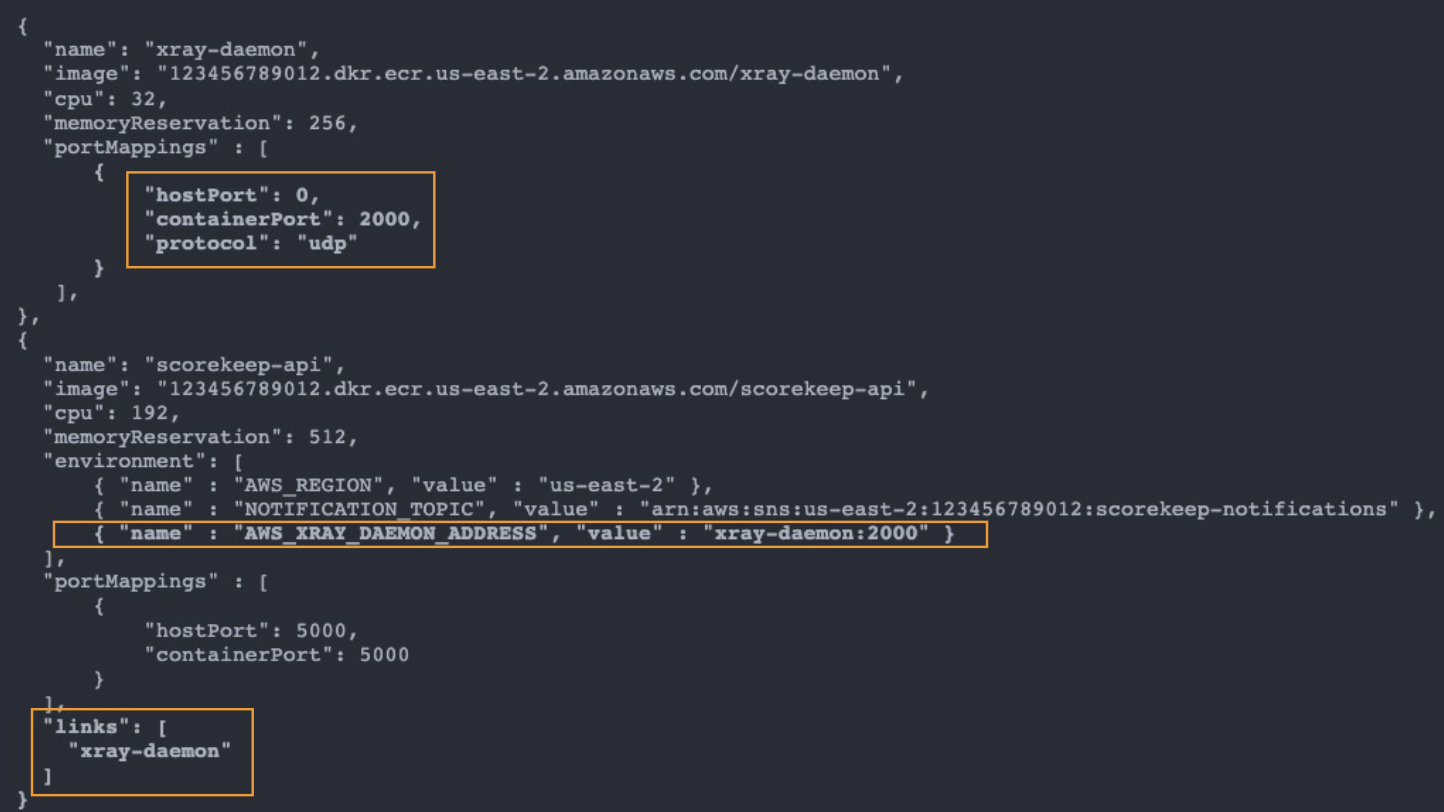 {
  "name": "xray-daemon",
  "image": "123456789012.dkr.ecr.us-east-2.amazonaws.com/xray-daemon",
  "cpu": 32,
  "memoryReservation": 256,
  "portMappings" : [
      {
          "hostPort": 0,
          "containerPort": 2000,
          "protocol": "udp"
      }
   ],
},
{
  "name": "scorekeep-api",
  "image": "123456789012.dkr.ecr.us-east-2.amazonaws.com/scorekeep-api",
  "cpu": 192,
  "memoryReservation": 512,
  "environment": [
      { "name" : "AWS_REGION", "value" : "us-east-2" },
      { "name" : "NOTIFICATION_TOPIC", "value" : "arn:aws:sns:us-east-2:123456789012:scorekeep-notifications" },
      { "name" : "AWS_XRAY_DAEMON_ADDRESS", "value" : "xray-daemon:2000" }
  ],
  "portMappings" : [
      {
          "hostPort": 5000,
          "containerPort": 5000
      }
  ],
  "links": [
    "xray-daemon"
  ]
}